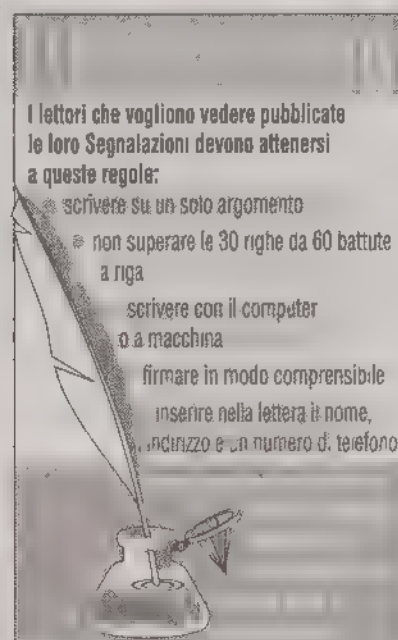 I lettori che vogliono vedere pubblicate
le loro Segnalazioni devono attenersi
a queste regole:
scrivere su un solo argomento
non superare le 30 righe da 60 battute
a riga
scrivere con il computer
o a macchina
firmare in modo comprensibile
inserire nella lettera il nome,
indirizzo e un numero di telefono